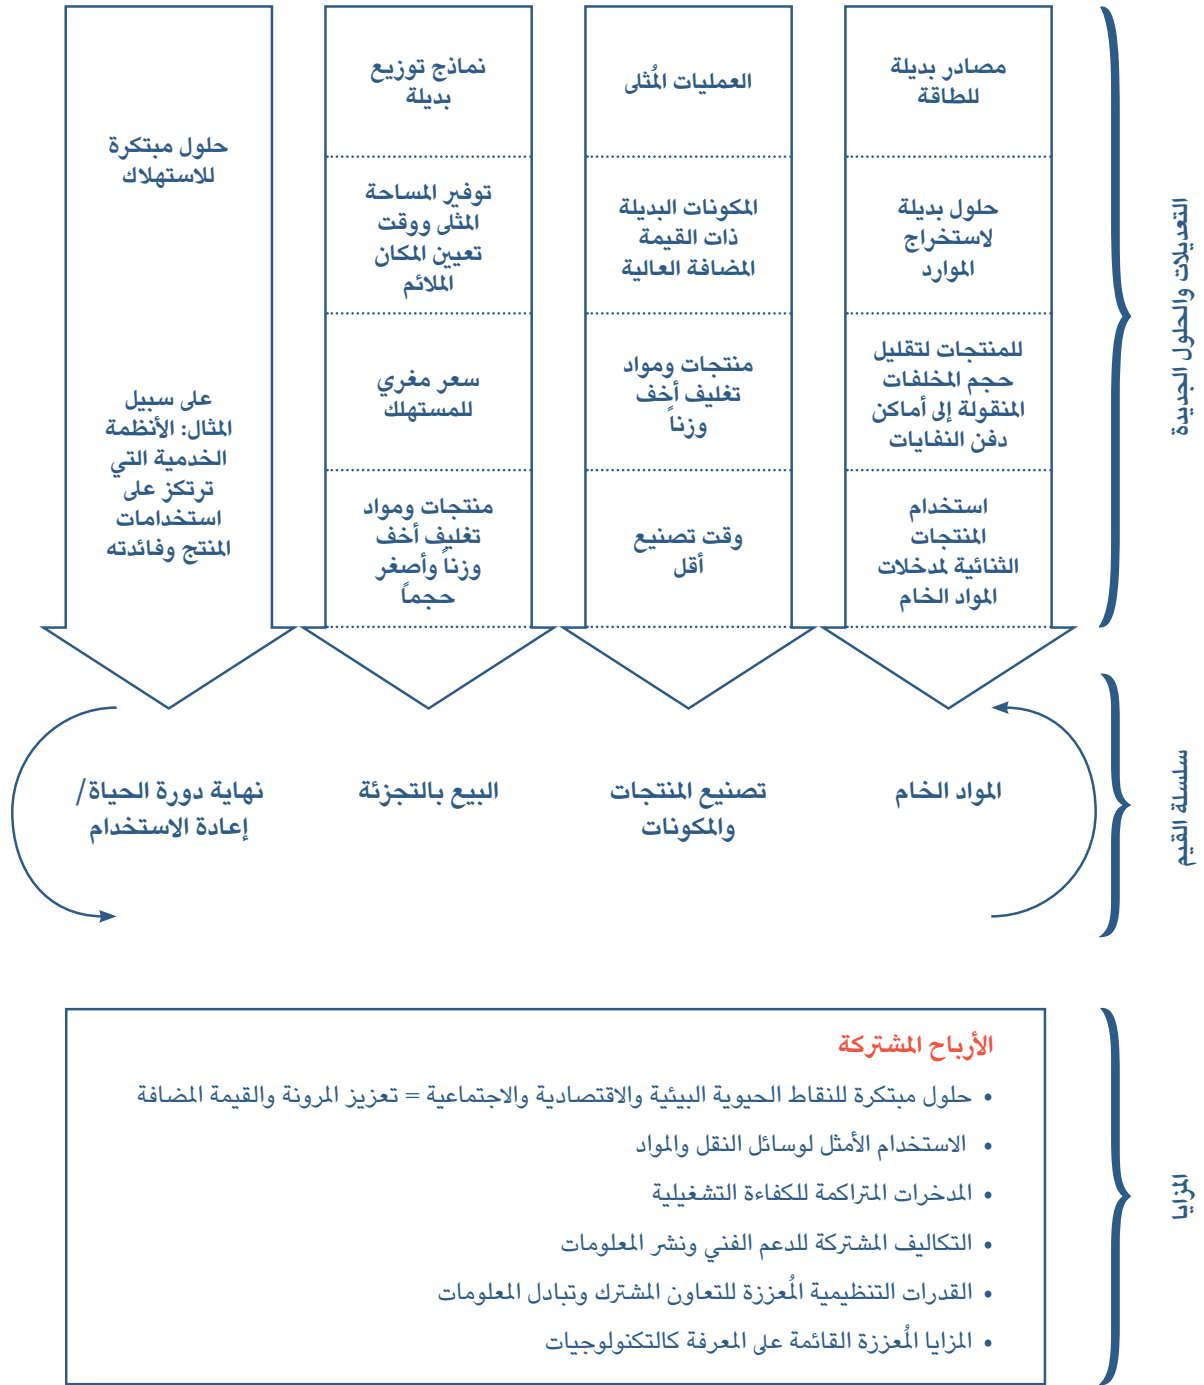 مصادر بديلة
للطاقة
حلول بديلة
لاستخراج
الموارد
للمنتجات لتقليل
حجم المخلفات
المنقولة إلى أماكن
دفن النفايات
استخدام
المنتجات
الثنائية لمدخلات
المواد الخام
العمليات المُثلى
المكونات البديلة
ذات القيمة
المضافة العالية
منتجات ومواد
تغليف أخف
وزناً
وقت تصنيع
أقل
نماذج توزيع
بديلة
توفير المساحة
المثلى ووقت
تعيين المكان
الملائم
سعر مغري
للمستهلك
منتجات ومواد
تغليف أخف
وزناً وأصغر
حجماً
حلول مبتكرة
للاستهلاك
على سبيل
المثال: الأنظمة
الخدمية التي
ترتكز على
استخدامات
المنتج وفائدته
التعديلات والحلول الجديدة
المواد الخام
تصنيع المنتجات
والمكونات
البيع بالتجزئة
نهاية دورة الحياة/
إعادة الاستخدام
سلسلة القيم
الأرباح المشتركة
• حلول مبتكرة للنقاط الحيوية البيئية والاقتصادية والاجتماعية = تعزيز المرونة والقيمة المضافة
• الاستخدام الأمثل لوسائل النقل والمواد
• المدخرات المتراكمة للكفاءة التشغيلية
• التكاليف المشتركة للدعم الفني ونشر المعلومات
• القدرات التنظيمية المُعززة للتعاون المشترك وتبادل المعلومات
• المزايا المُعززة القائمة على المعرفة كالتكنولوجيات
المزايا